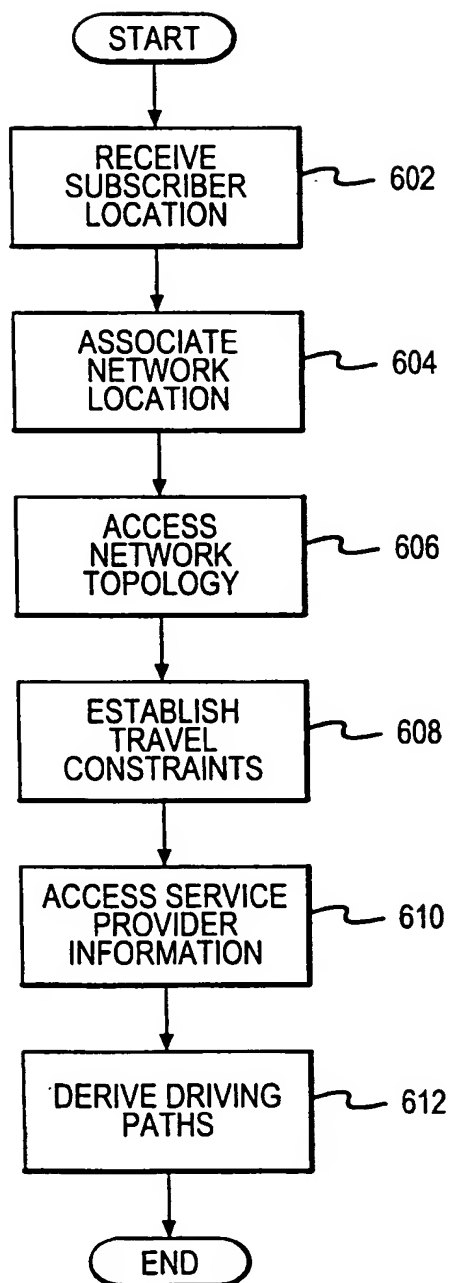 START
RECEIVE
SUBSCRIBER
LOCATION
602
ASSOCIATE
NETWORK
LOCATION
604
ACCESS
NETWORK
TOPOLOGY
606
ESTABLISH
TRAVEL
CONSTRAINTS
608
ACCESS SERVICE
PROVIDER
INFORMATION
610
DERIVE DRIVING
PATHS
612
END